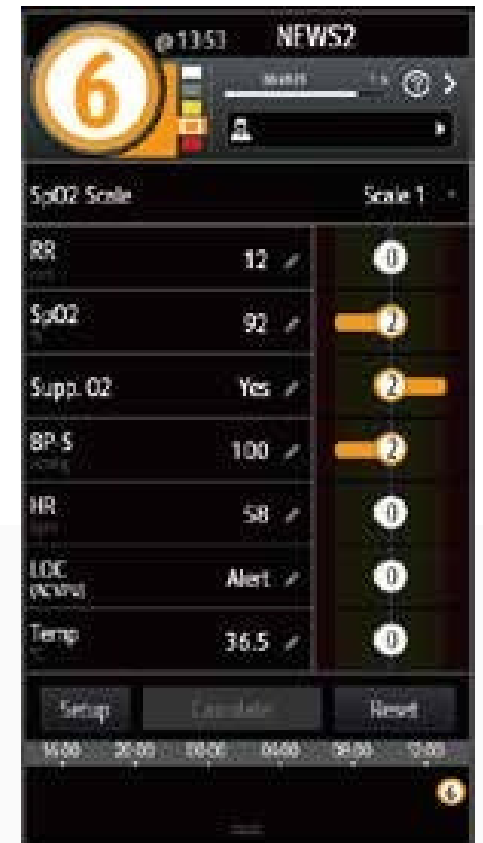 @ 13:53 NEWS2
6
SpO2 Scale Scale 1
RR 12 0
SpO2 92 2
%
Supp. O2 Yes 2
BP-S 100 2
HR 58 0
LOC Alert 0
Temp 36.5 0
°C
Setup Calculate Reset
16:00 20:00 00:00 04:00 08:00 12:00
6